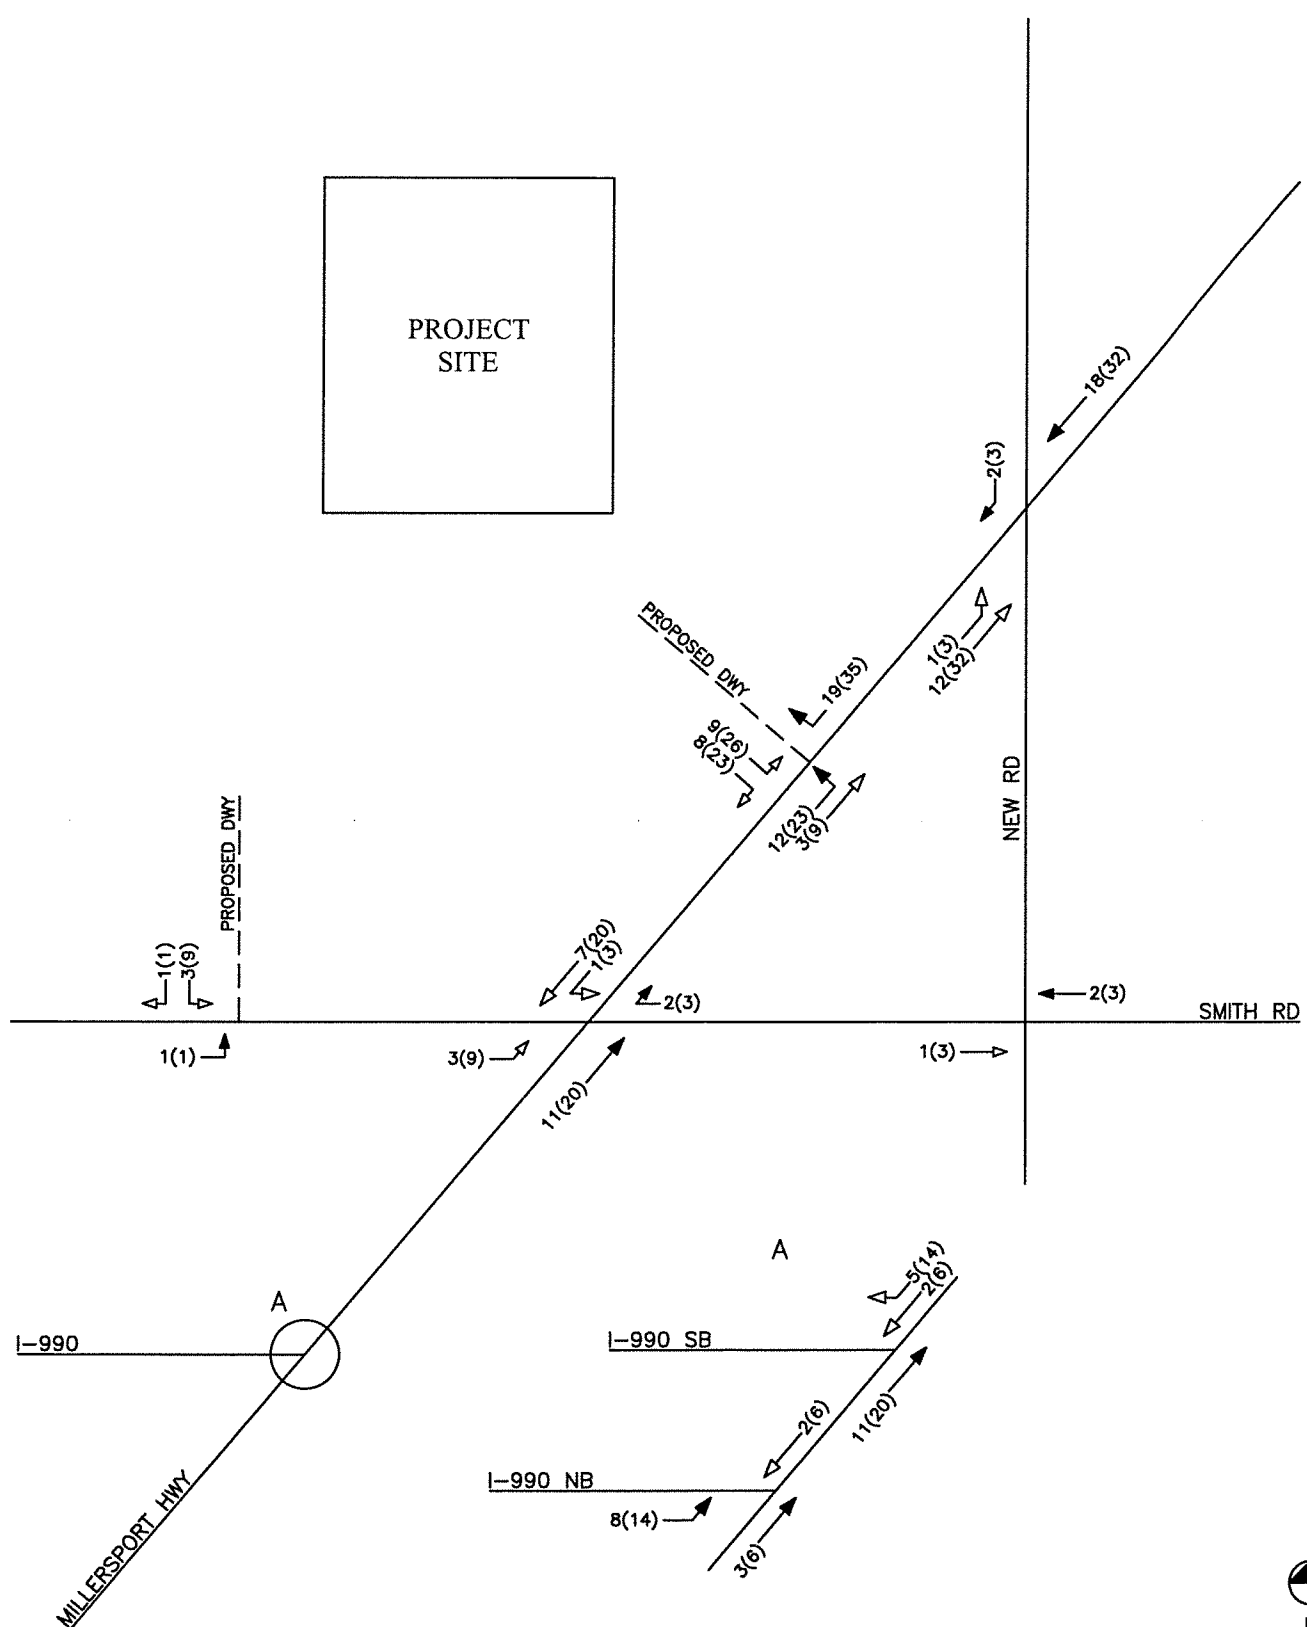 PROJECT
SITE
18(32)
2(3)
1(3)
12(32)
PROPOSED DWY
19(35)
9(26)
8(23)
12(23)
3(9)
NEW RD
PROPOSED DWY
1(1)
3(9)
7(20)
1(3)
2(3)
2(3)
SMITH RD
1(1)
3(9)
1(3)
11(20)
A
5(14)
2(6)
A
I-990
I-990 SB
11(20)
2(6)
I-990 NB
8(14)
3(6)
MILLERSPORT HWY